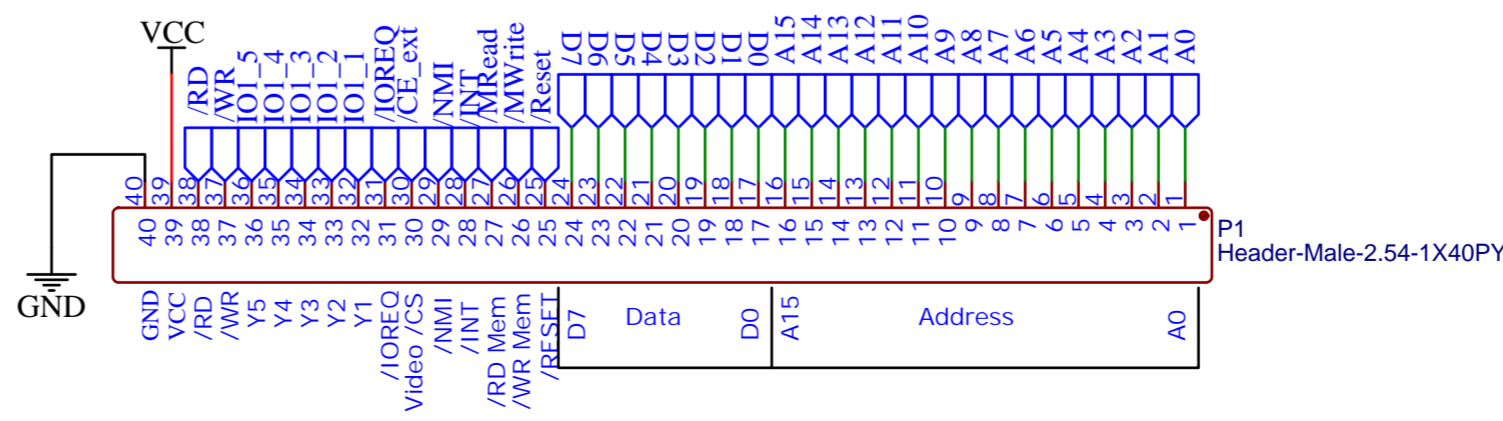 VCC
/RD
/WR
IO1_5
IO1_4
IO1_3
IO1_2
IO1_1
/IOREQ
/CE_ext
/NMI
/INT
/MRead
/MWrite
/Reset
D7
D6
D5
D4
D3
D2
D1
D0
A15
A14
A13
A12
A11
A10
A9
A8
A7
A6
A5
A4
A3
A2
A1
A0
40 39 38 37 36 35 34 33 32 31 30 29 28 27 26 25 24 23 22 21 20 19 18 17 16 15 14 13 12 11 10 9 8 7 6 5 4 3 2 1
40 39 38 37 36 35 34 33 32 31 30 29 28 27 26 25 24 23 22 21 20 19 18 17 16 15 14 13 12 11 10 9 8 7 6 5 4 3 2 1
P1
Header-Male-2.54-1X40PY
GND
GND
VCC
/RD
/WR
Y5
Y4
Y3
Y2
Y1
/IOREQ
Video /CS
/NMI
/INT
/RD Mem
/WR Mem
/RESET
D7
Data
D0
A15
Address
A0